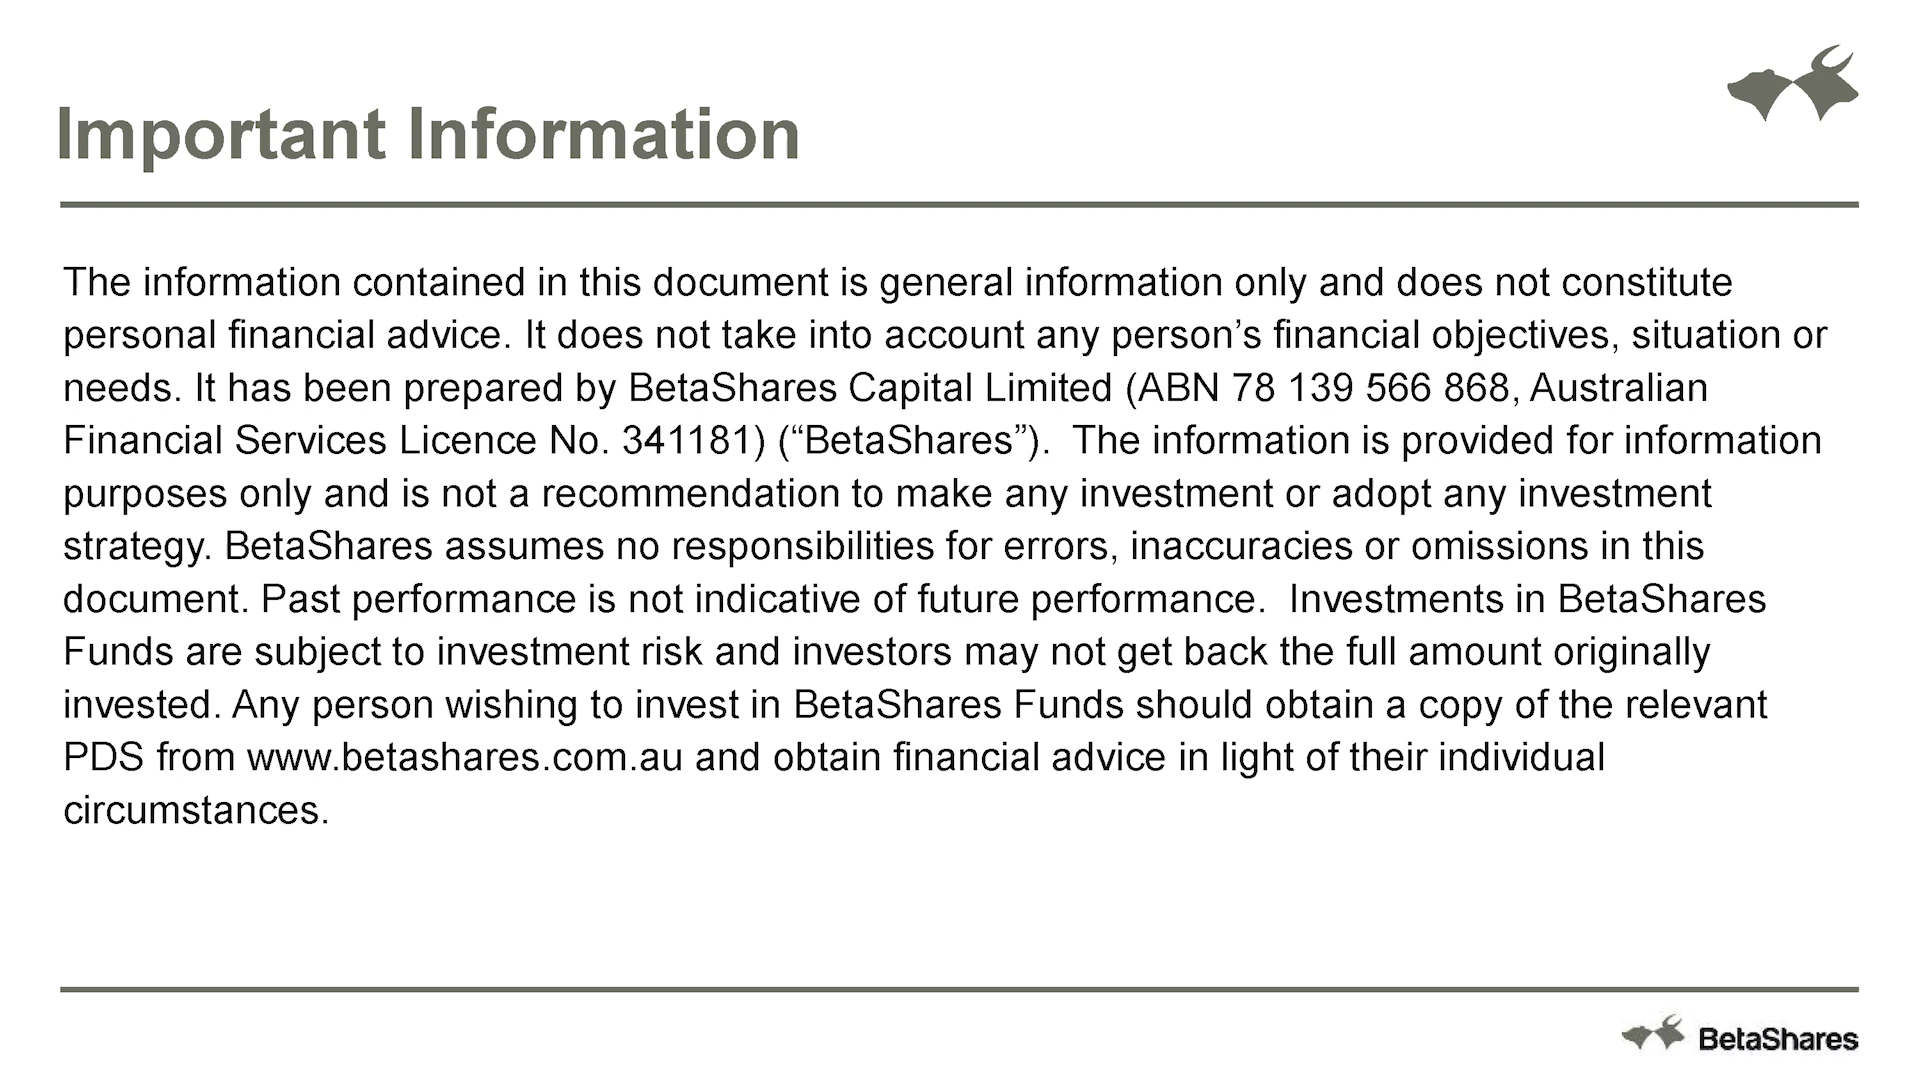 Important Information
The information contained in this document is general information only and does not constitute
personal financial advice. It does not take into account any person’s financial objectives, situation or
needs. It has been prepared by BetaShares Capital Limited (ABN 78 139 566 868, Australian
Financial Services Licence No. 341181) (“BetaShares”).  The information is provided for information
purposes only and is not a recommendation to make any investment or adopt any investment
strategy. BetaShares assumes no responsibilities for errors, inaccuracies or omissions in this
document. Past performance is not indicative of future performance.  Investments in BetaShares
Funds are subject to investment risk and investors may not get back the full amount originally
invested. Any person wishing to invest in BetaShares Funds should obtain a copy of the relevant
PDS from www.betashares.com.au and obtain financial advice in light of their individual
circumstances.
BetaShares